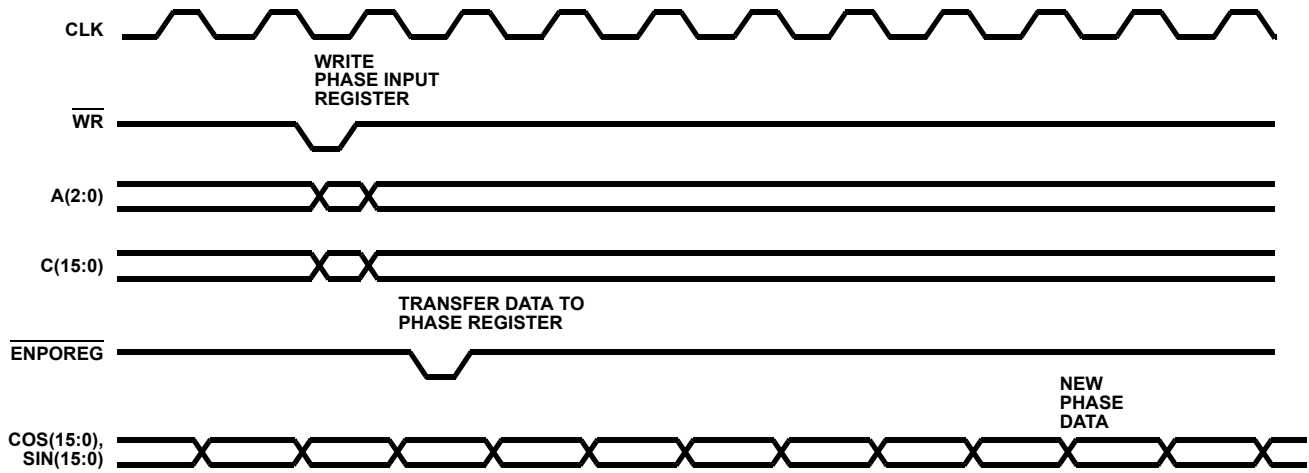 CLK
WRITE
PHASE INPUT
REGISTER
WR
A(2:0)
C(15:0)
TRANSFER DATA TO
PHASE REGISTER
ENPOREG
NEW
PHASE
DATA
COS(15:0),
SIN(15:0)